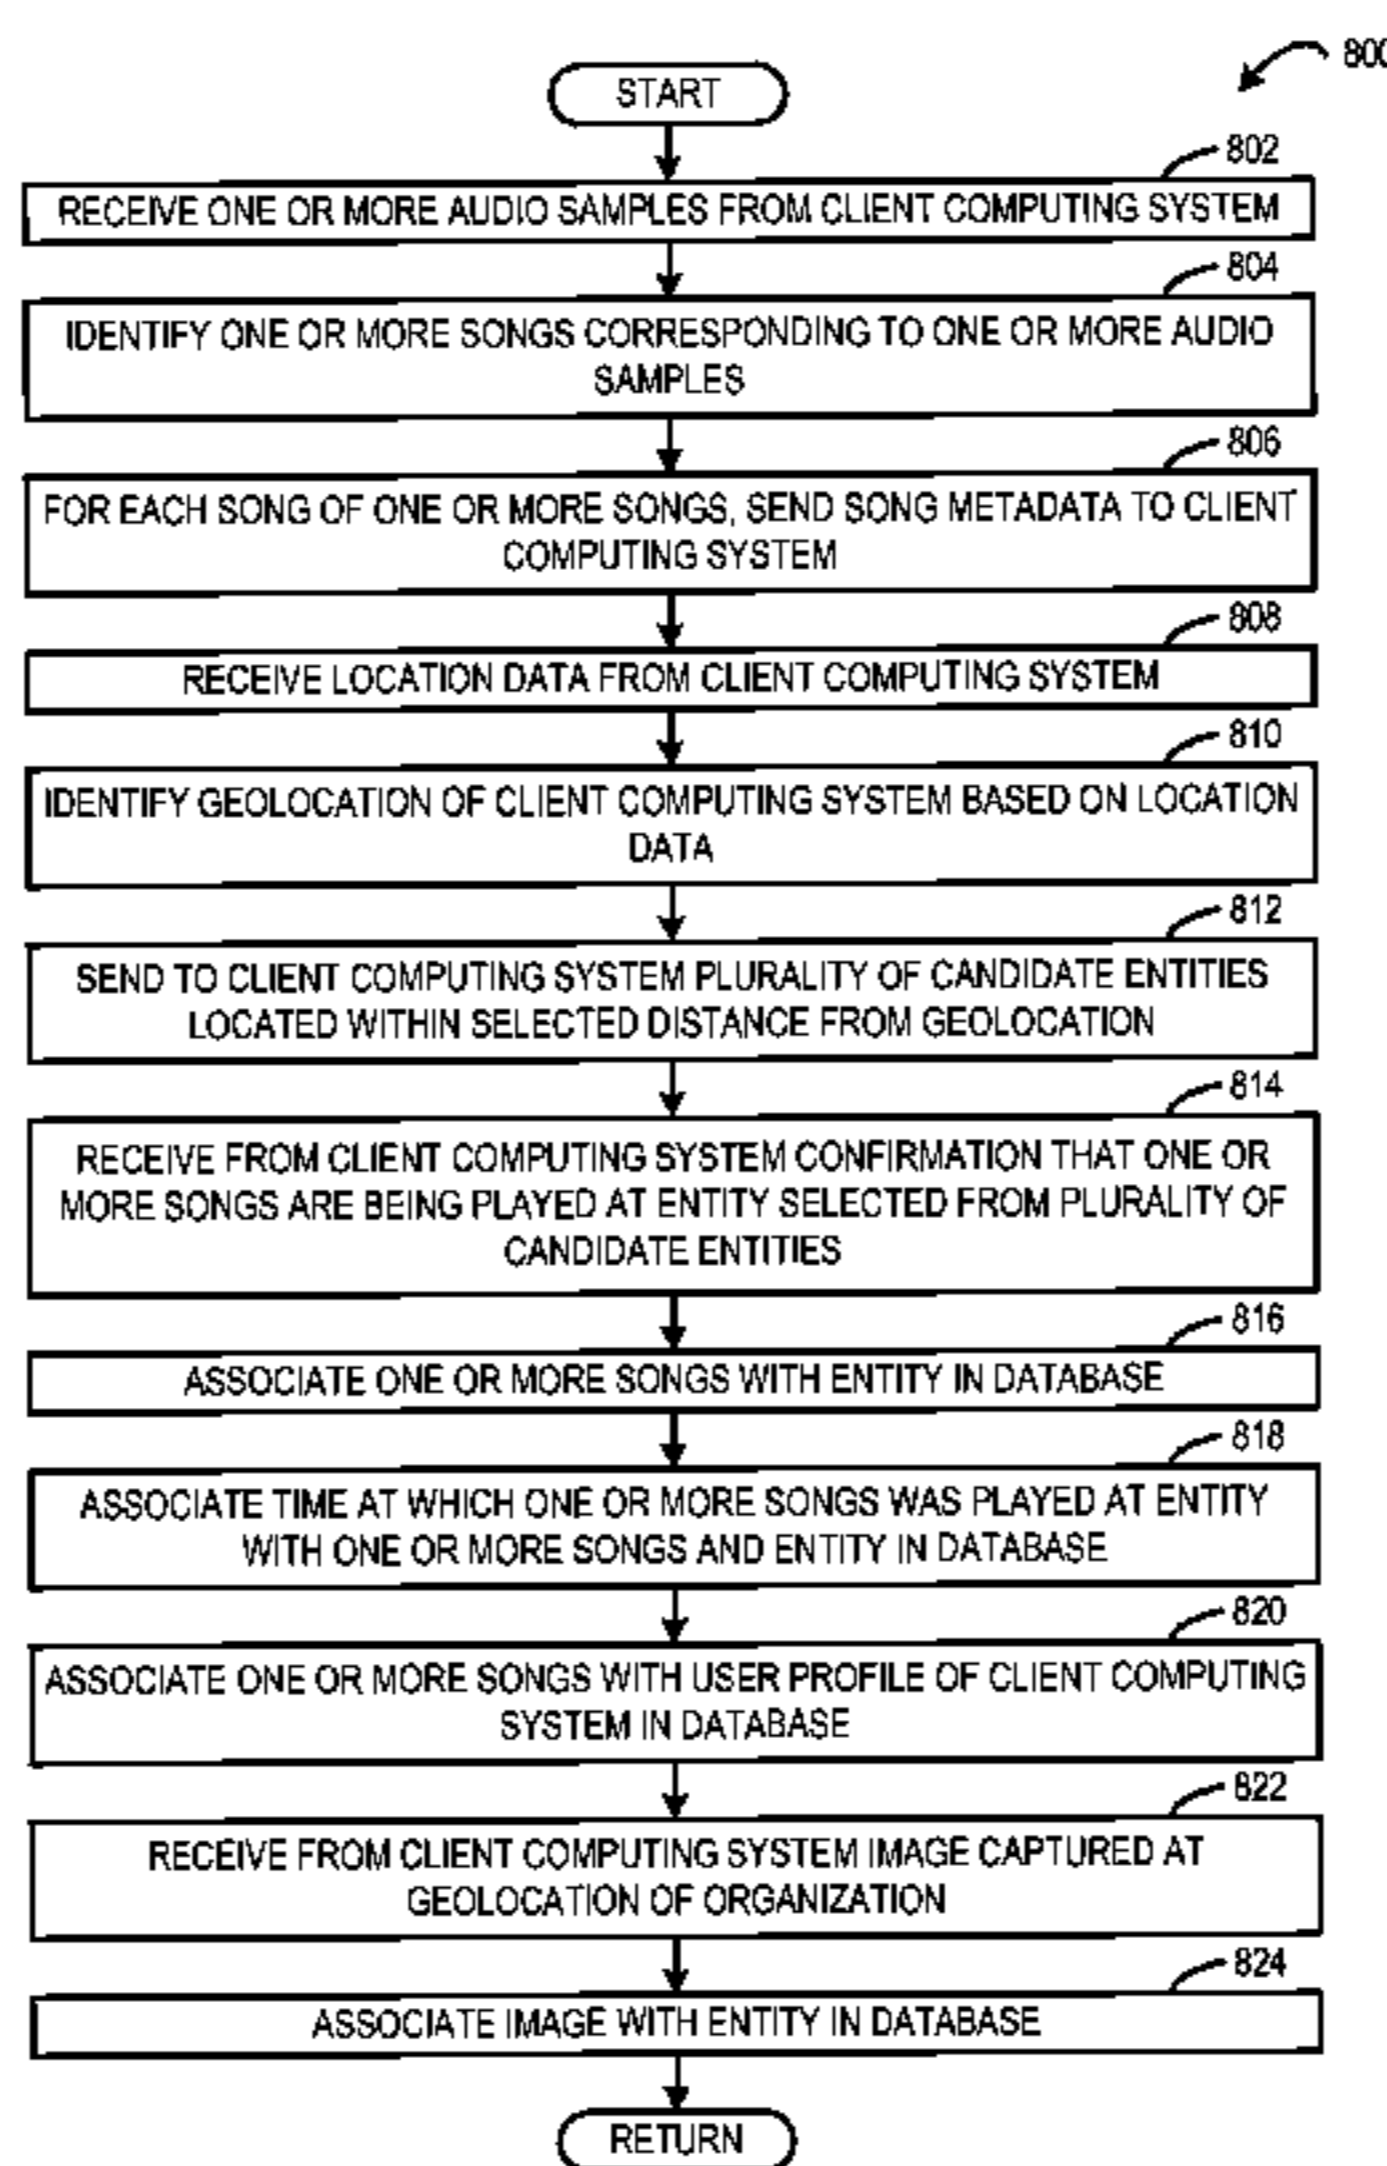 800
START
802
RECEIVE ONE OR MORE AUDIO SAMPLES FROM CLIENT COMPUTING SYSTEM
804
IDENTIFY ONE OR MORE SONGS CORRESPONDING TO ONE OR MORE AUDIO
SAMPLES
806
FOR EACH SONG OF ONE OR MORE SONGS, SEND SONG METADATA TO CLIENT
COMPUTING SYSTEM
808
RECEIVE LOCATION DATA FROM CLIENT COMPUTING SYSTEM
810
IDENTIFY GEOLOCATION OF CLIENT COMPUTING SYSTEM BASED ON LOCATION
DATA
812
SEND TO CLIENT COMPUTING SYSTEM PLURALITY OF CANDIDATE ENTITIES
LOCATED WITHIN SELECTED DISTANCE FROM GEOLOCATION
814
RECEIVE FROM CLIENT COMPUTING SYSTEM CONFIRMATION THAT ONE OR
MORE SONGS ARE BEING PLAYED AT ENTITY SELECTED FROM PLURALITY OF
CANDIDATE ENTITIES
816
ASSOCIATE ONE OR MORE SONGS WITH ENTITY IN DATABASE
818
ASSOCIATE TIME AT WHICH ONE OR MORE SONGS WAS PLAYED AT ENTITY
WITH ONE OR MORE SONGS AND ENTITY IN DATABASE
820
ASSOCIATE ONE OR MORE SONGS WITH USER PROFILE OF CLIENT COMPUTING
SYSTEM IN DATABASE
822
RECEIVE FROM CLIENT COMPUTING SYSTEM IMAGE CAPTURED AT
GEOLOCATION OF ORGANIZATION
824
ASSOCIATE IMAGE WITH ENTITY IN DATABASE
RETURN